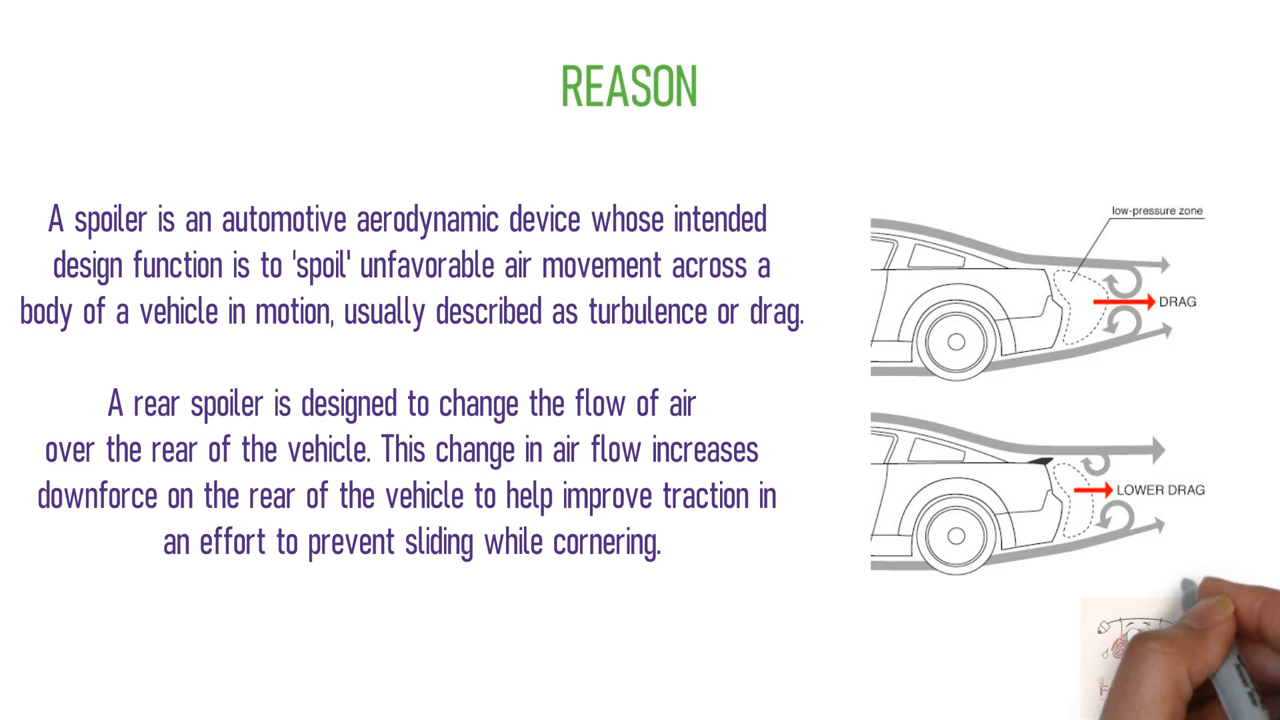 REASON
A spoiler is an automotive aerodynamic device whose intended
design function is to 'spoil' unfavorable air movement across a
body of a vehicle in motion, usually described as turbulence or drag.
A rear spoiler is designed to change the flow of air
over the rear of the vehicle. This change in air flow increases
downforce on the rear of the vehicle to help improve traction in
an effort to prevent sliding while cornering.
low-pressure zone
DRAG
LOWER DRAG